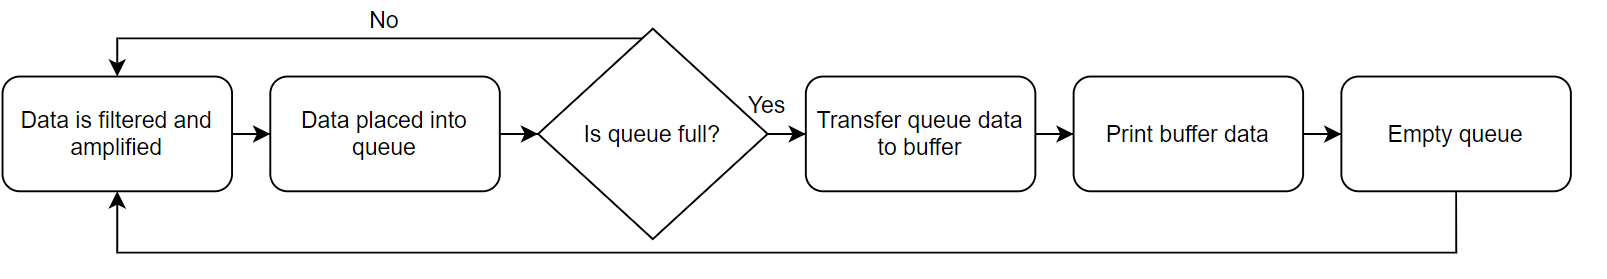 No
Data is filtered and
amplified
Data placed into
queue
Is queue full?
Yes
Transfer queue data
to buffer
Print buffer data
Empty queue